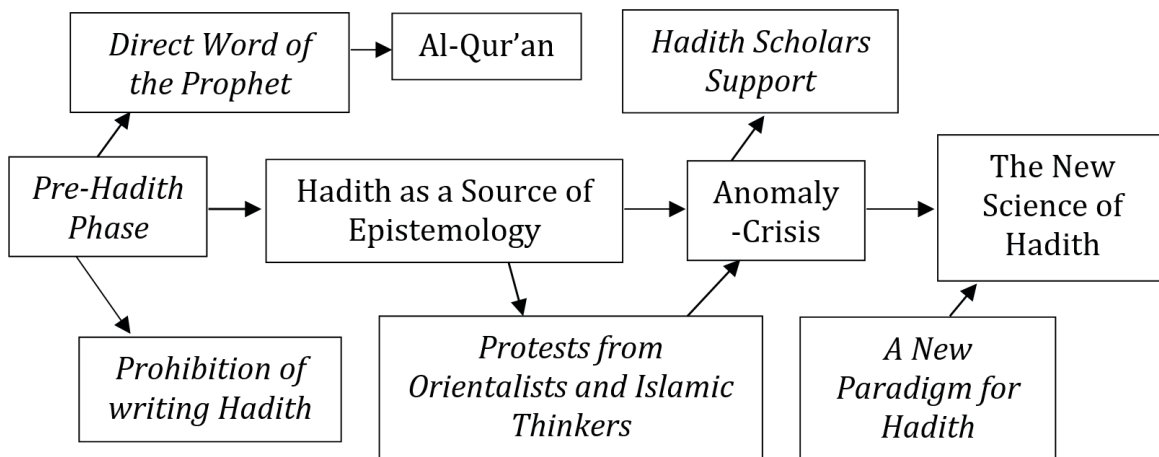 Direct Word of
the Prophet
Al-Qur’an
Hadith Scholars
Support
Pre-Hadith
Phase
Hadith as a Source of
Epistemology
Anomaly
-Crisis
The New
Science of
Hadith
Prohibition of
writing Hadith
Protests from
Orientalists and Islamic
Thinkers
A New
Paradigm for
Hadith